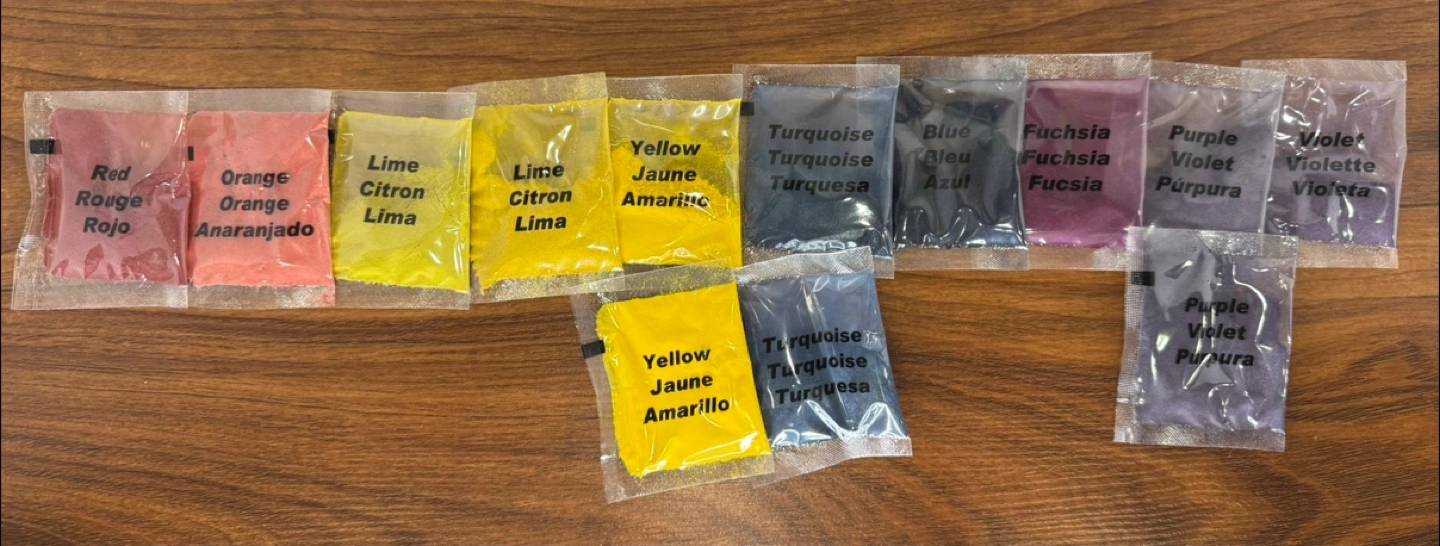 Red
Rouge
Rojo
Orange
Orange
Anaranjado
Lime
Citron
Lima
Lime
Citron
Lima
Yellow
Jaune
Amarillo
Turquoise
Turquoise
Turquesa
Blue
Bleu
Azul
Fuchsia
Fuchsia
Fucsia
Purple
Violet
Púrpura
Violet
Violette
Violeta
Yellow
Jaune
Amarillo
Turquoise
Turquoise
Turquesa
Purple
Violet
Púrpura